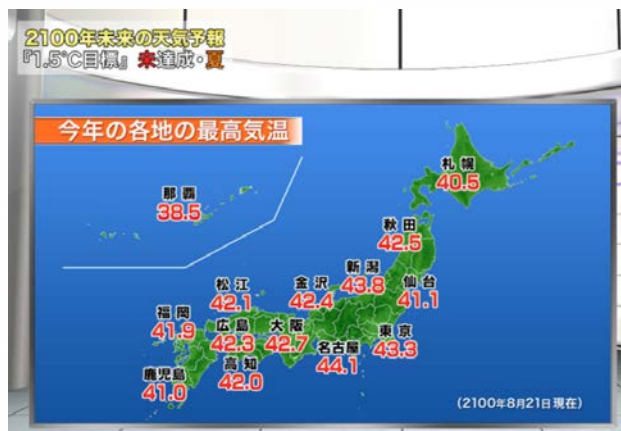 2100年未来の天気予報
『1.5℃目標』 未達成・夏
今年の各地の最高気温
札幌
40.5
那覇
38.5
秋田
42.5
新潟
43.8
仙台
41.1
金沢
42.4
松江
42.1
福岡
41.9
広島
42.3
大阪
42.7
東京
43.3
名古屋
44.1
高知
42.0
鹿児島
41.0
(2100年8月21日現在)